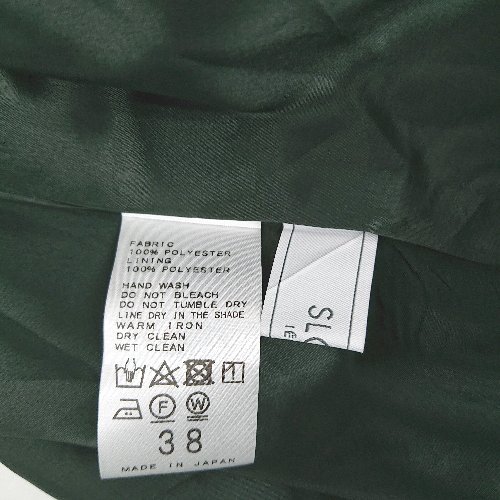 FABRIC
100% POLYESTER
LINING
100% POLYESTER
HAND WASH
DO NOT BLEACH
DO NOT TUMBLE DRY
LINE DRY IN THE SHADE
WARM IRON
DRY CLEAN
WET CLEAN
F W
38
MADE IN JAPAN